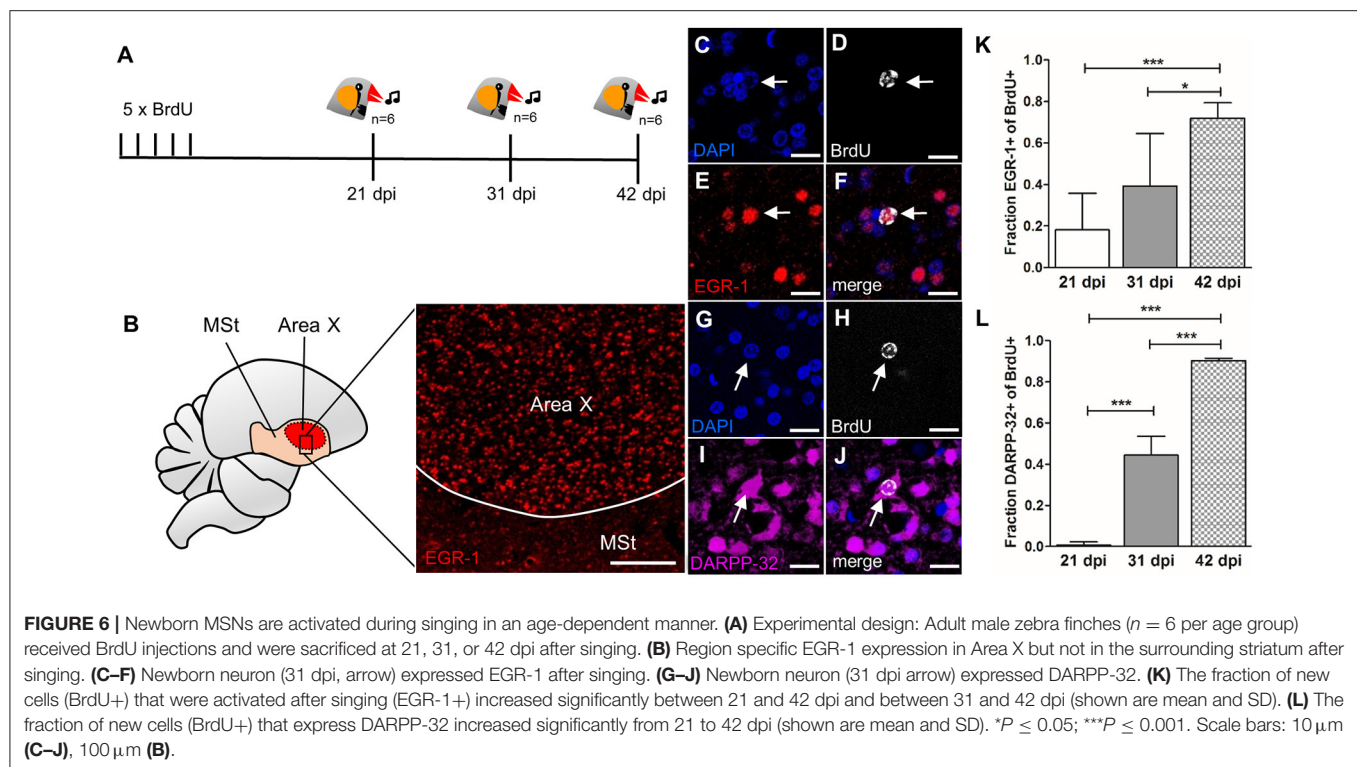 A
5 x BrdU
n=6
n=6
n=6
21 dpi
31 dpi
42 dpi
B
MSt
Area X
Area X
MSt
EGR-1
C
DAPI
D
BrdU
E
EGR-1
F
merge
G
DAPI
H
BrdU
I
DARPP-32
J
merge
K
Fraction EGR-1+ of BrdU+
1.0
0.8
0.6
0.4
0.2
0.0
***
*
21 dpi
31 dpi
42 dpi
L
Fraction DARPP-32+ of BrdU+
1.0
0.8
0.6
0.4
0.2
0.0
***
***
***
21 dpi
31 dpi
42 dpi
FIGURE 6 | Newborn MSNs are activated during singing in an age-dependent manner. (A) Experimental design: Adult male zebra finches (n = 6 per age group)
received BrdU injections and were sacrificed at 21, 31, or 42 dpi after singing. (B) Region specific EGR-1 expression in Area X but not in the surrounding striatum after
singing. (C–F) Newborn neuron (31 dpi, arrow) expressed EGR-1 after singing. (G–J) Newborn neuron (31 dpi arrow) expressed DARPP-32. (K) The fraction of new
cells (BrdU+) that were activated after singing (EGR-1+) increased significantly between 21 and 42 dpi and between 31 and 42 dpi (shown are mean and SD). (L) The
fraction of new cells (BrdU+) that express DARPP-32 increased significantly from 21 to 42 dpi (shown are mean and SD). *P ≤ 0.05; ***P ≤ 0.001. Scale bars: 10 μm
(C–J), 100 μm (B).